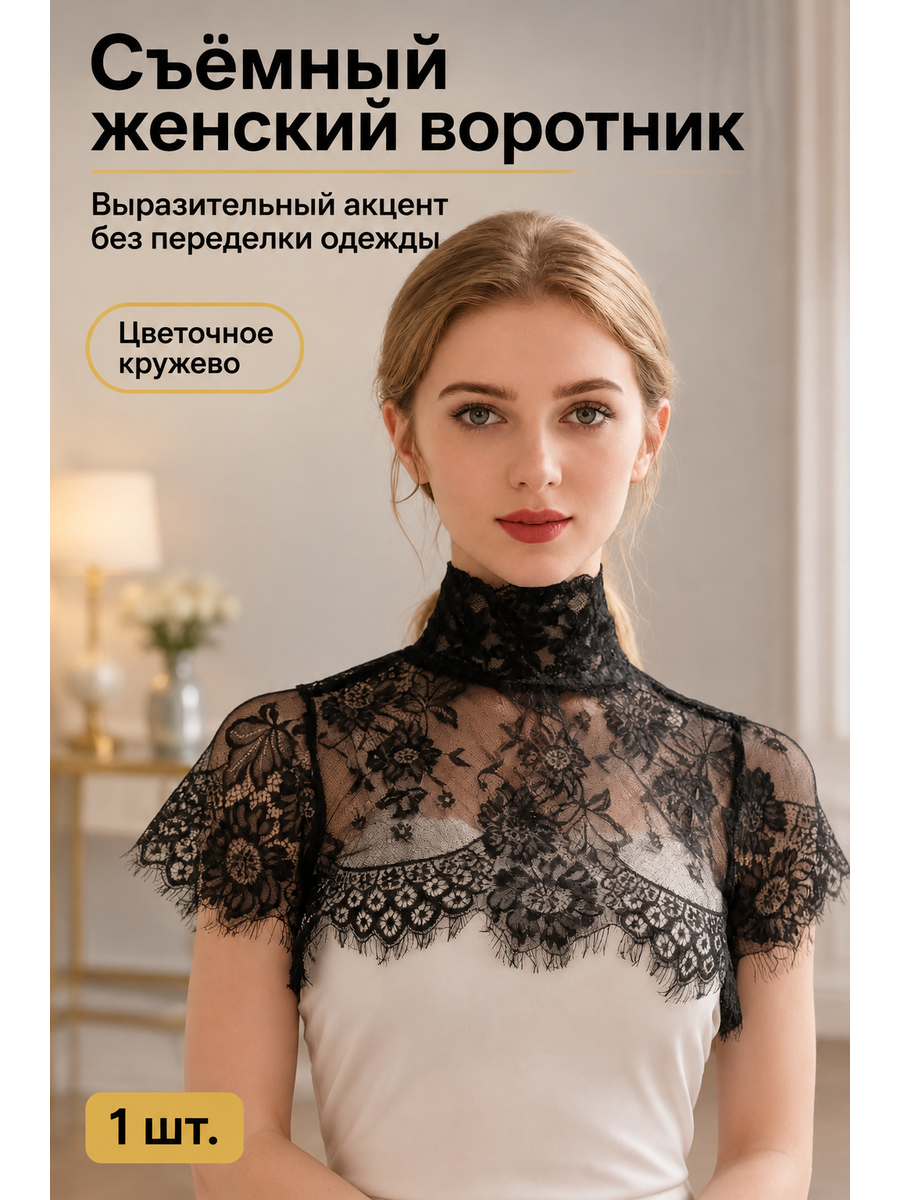 Съёмный
женский воротник
Выразительный акцент
без переделки одежды
Цветочное
кружево
1 шт.